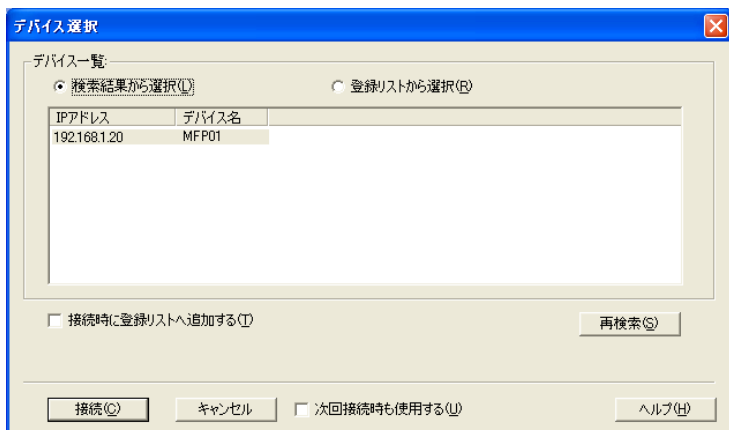 デバイス選択
デバイス一覧:
検索結果から選択(L) 登録リストから選択(R)
IPアドレス デバイス名
192.168.1.20 MFP01
接続時に登録リストへ追加する(T) 再検索(S)
接続(C) キャンセル 次回接続時も使用する(U) ヘルプ(H)